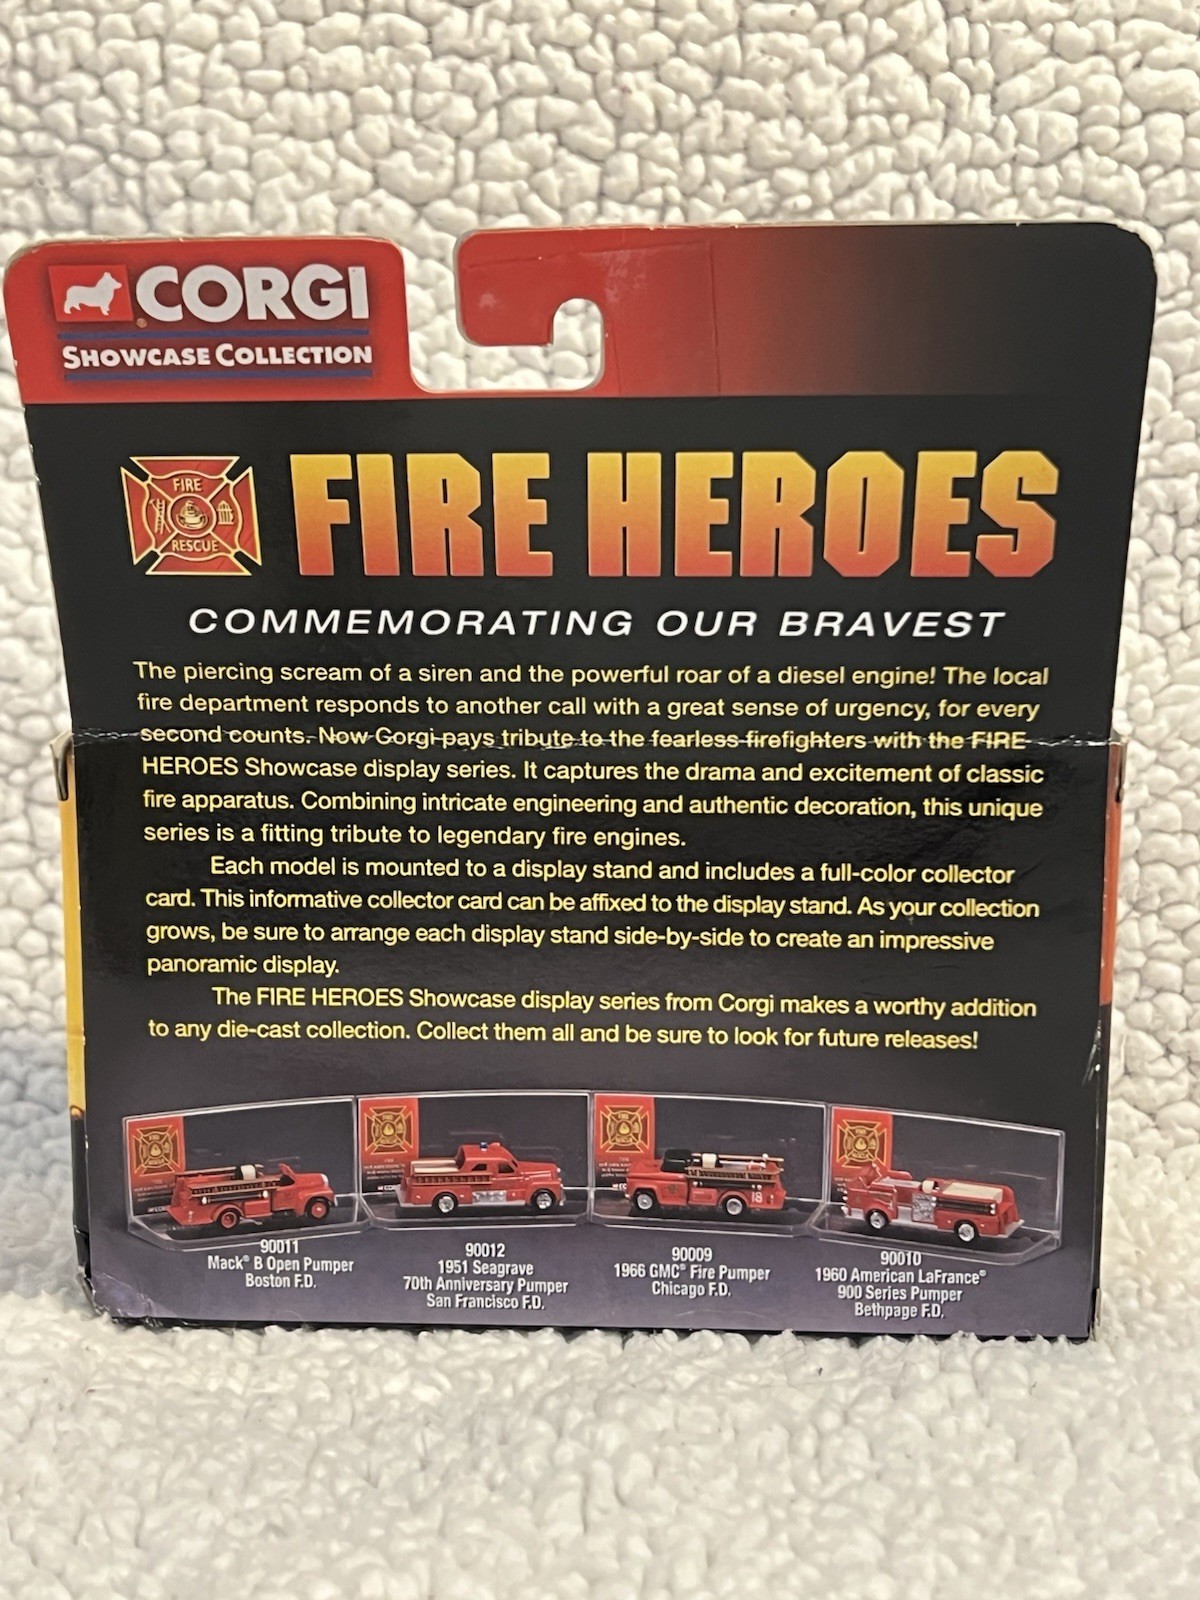 CORGI
SHOWCASE COLLECTION
FIRE
RESCUE
FIRE HEROES
COMMEMORATING OUR BRAVEST
The piercing scream of a siren and the powerful roar of a diesel engine! The local
fire department responds to another call with a great sense of urgency, for every
second counts. Now Corgi pays tribute to the fearless firefighters with the FIRE
HEROES Showcase display series. It captures the drama and excitement of classic
fire apparatus. Combining intricate engineering and authentic decoration, this unique
series is a fitting tribute to legendary fire engines.
Each model is mounted to a display stand and includes a full-color collector
card. This informative collector card can be affixed to the display stand. As your collection
grows, be sure to arrange each display stand side-by-side to create an impressive
panoramic display.
The FIRE HEROES Showcase display series from Corgi makes a worthy addition
to any die-cast collection. Collect them all and be sure to look for future releases!
18
90011
Mack® B Open Pumper
Boston F.D.
90012
1951 Seagrave
70th Anniversary Pumper
San Francisco F.D.
90009
1966 GMC® Fire Pumper
Chicago F.D.
90010
1960 American LaFrance®
900 Series Pumper
Bethpage F.D.